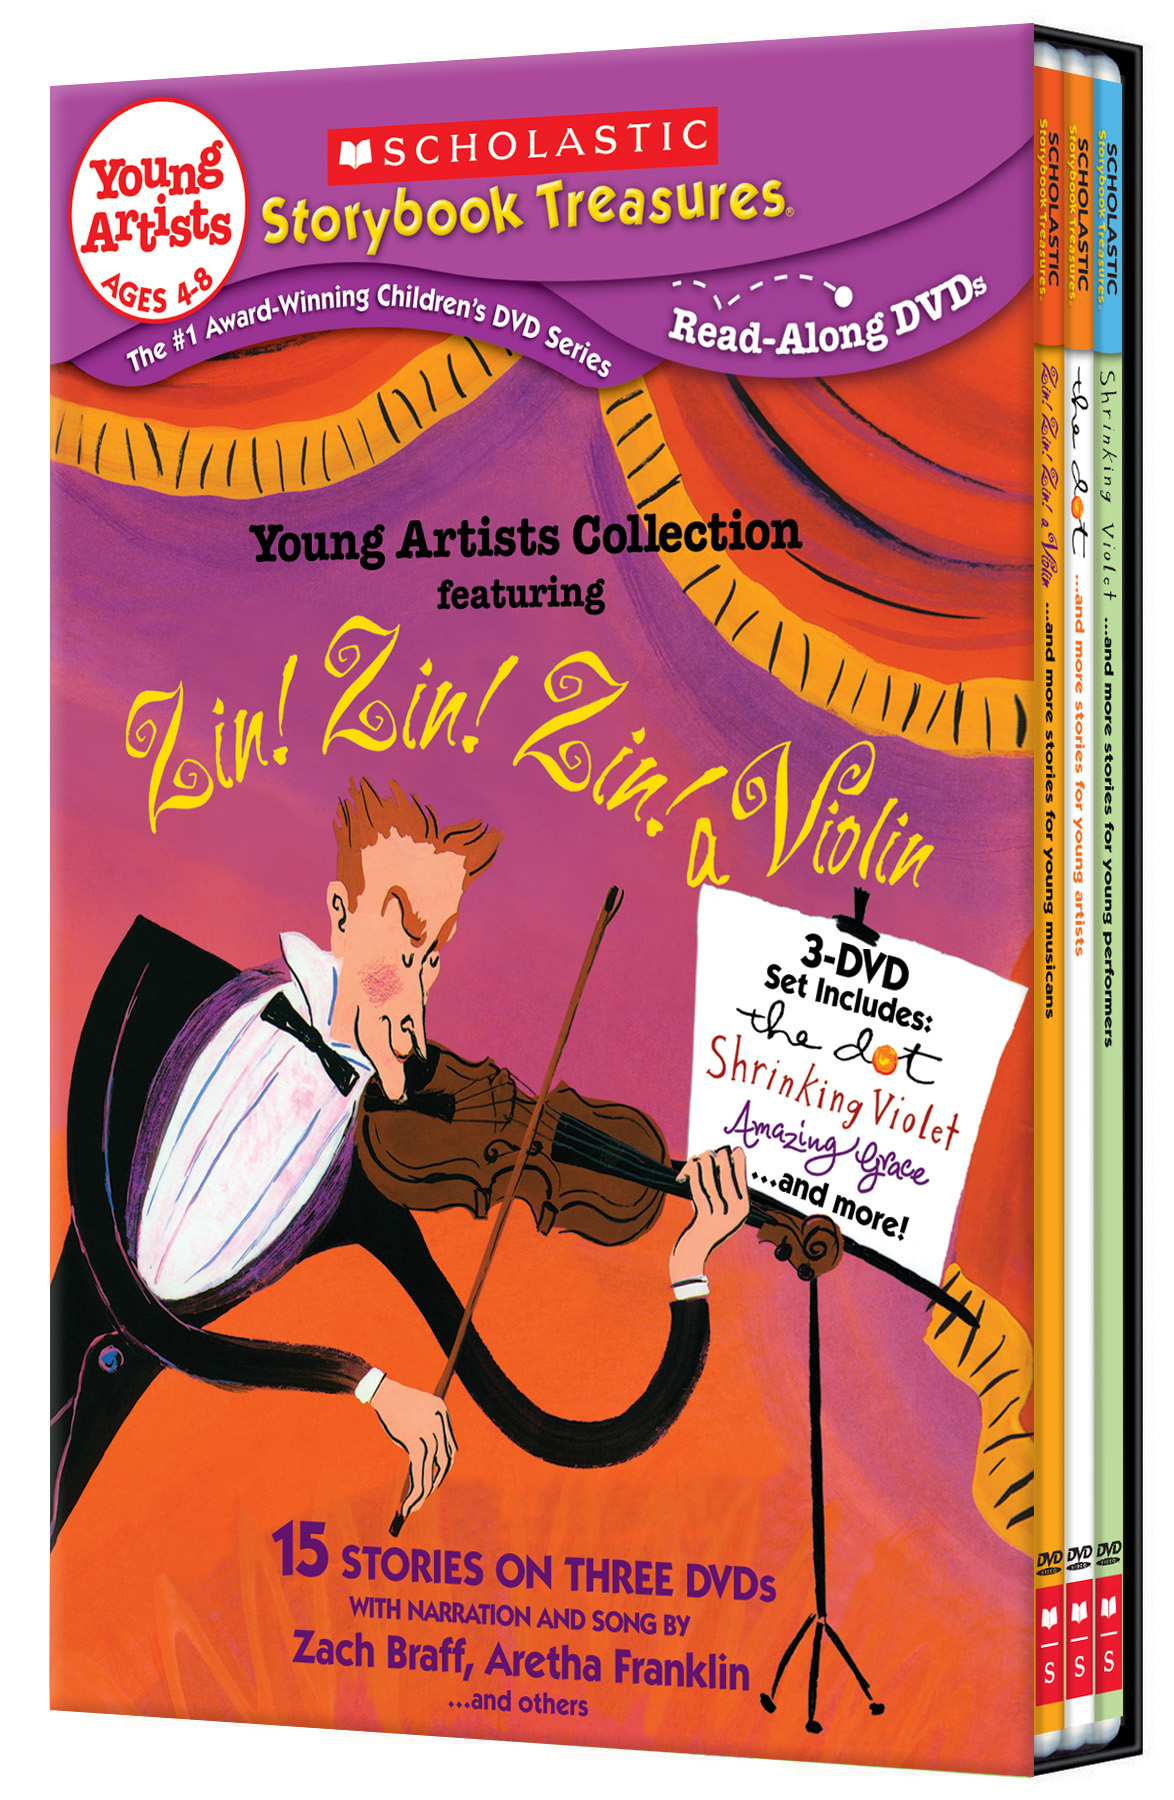 Young
Artists
AGES 4-8
SCHOLASTIC
Storybook Treasures®
The #1 Award-Winning Children's DVD Series
Read-Along DVDs
Young Artists Collection
featuring
Zin! Zin! Zin! a Violin
3-DVD
Set Includes:
the dot
Shrinking Violet
Amazing Grace
...and more!
15 STORIES ON THREE DVDs
WITH NARRATION AND SONG BY
Zach Braff, Aretha Franklin
...and others
SCHOLASTIC
Storybook Treasures®
Zin! Zin! Zin! a Violin ...and more stories for young musicans
DVD
VIDEO
S
SCHOLASTIC
Storybook Treasures®
the dot ...and more stories for young artists
DVD
VIDEO
S
SCHOLASTIC
Storybook Treasures®
Shrinking Violet ...and more stories for young performers
DVD
VIDEO
S